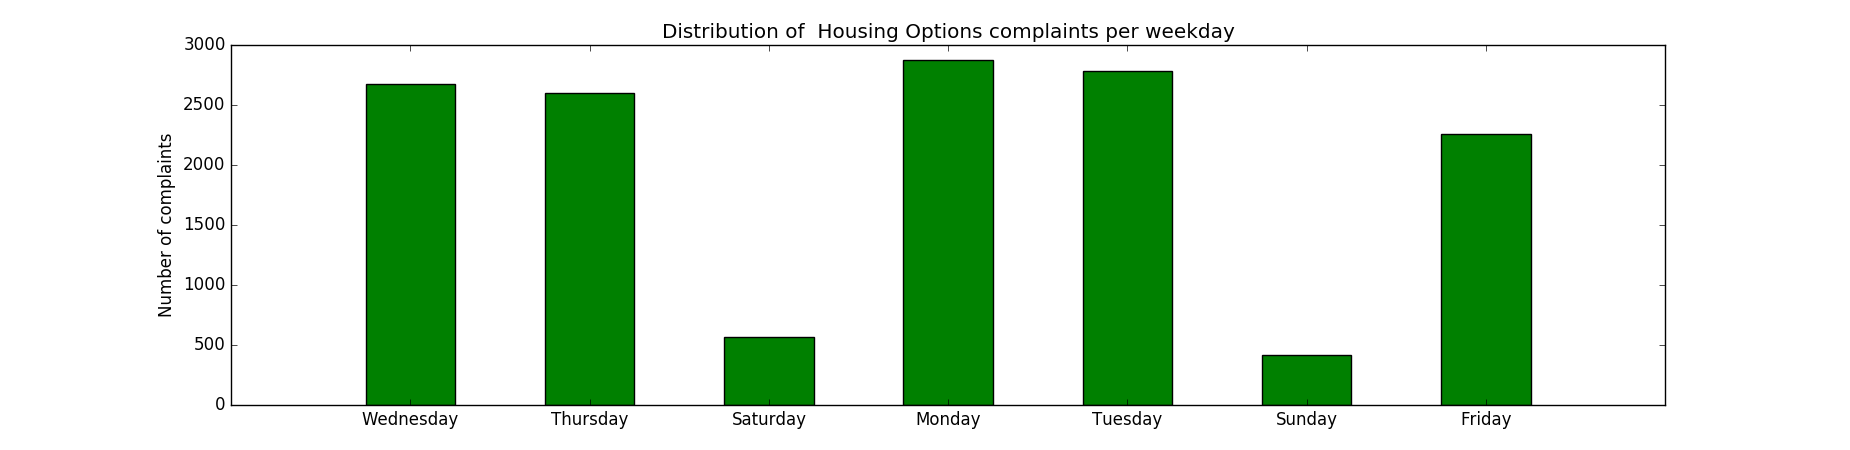 Distribution of  Housing Options complaints per weekday
3000
2500
2000
1500
1000
500
0
Number of complaints
Wednesday Thursday Saturday Monday Tuesday Sunday Friday